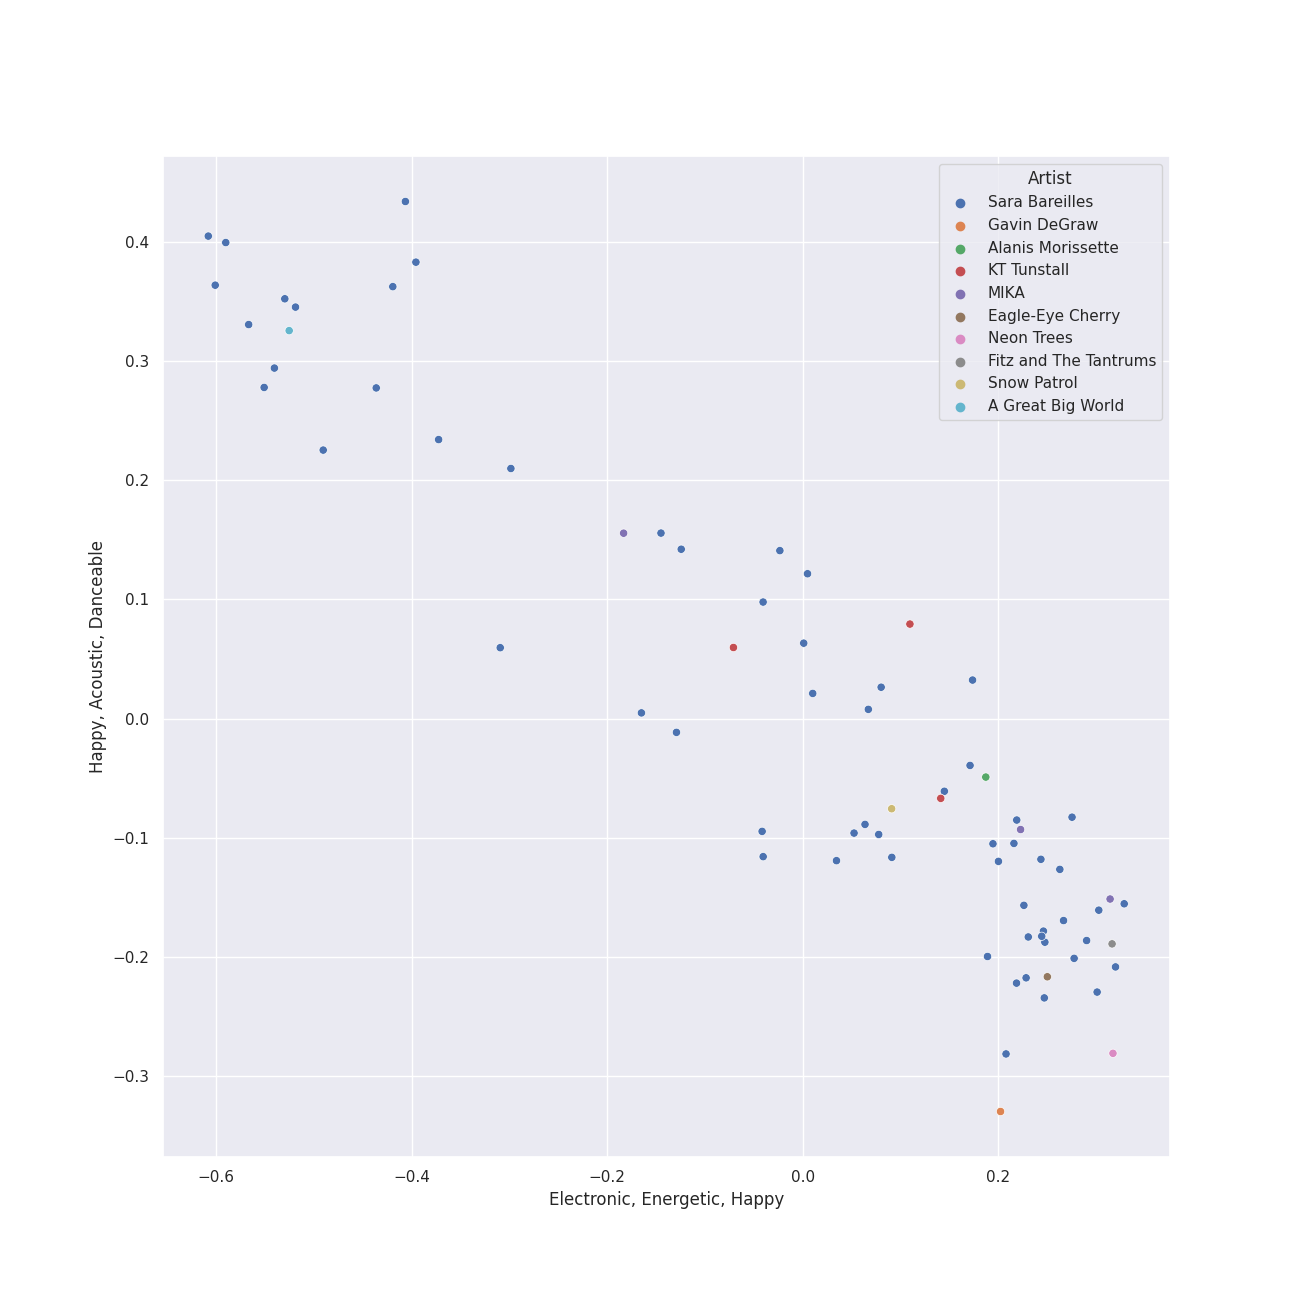 Artist
Sara Bareilles
Gavin DeGraw
Alanis Morissette
KT Tunstall
MIKA
Eagle-Eye Cherry
Neon Trees
Fitz and The Tantrums
Snow Patrol
A Great Big World
0.4
0.3
0.2
0.1
0.0
−0.1
−0.2
−0.3
Happy, Acoustic, Danceable
−0.6 −0.4 −0.2 0.0 0.2
Electronic, Energetic, Happy